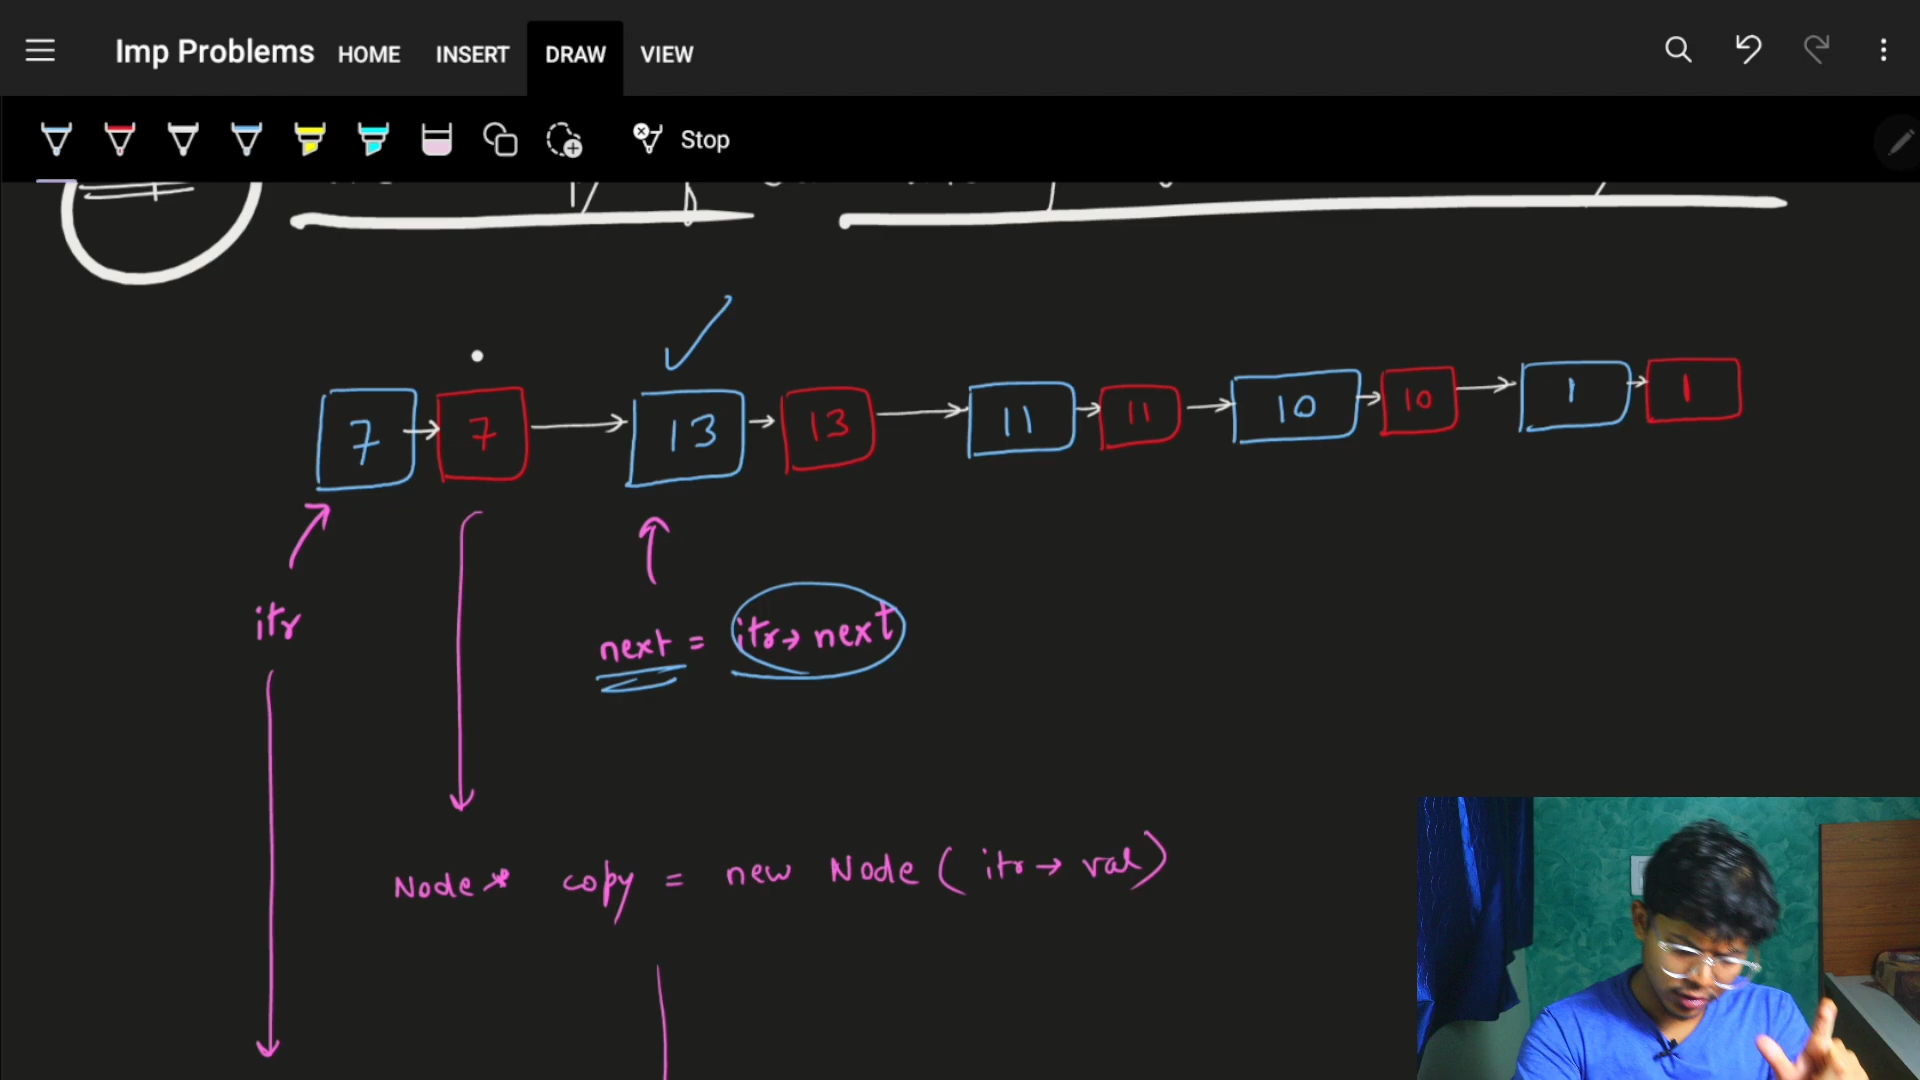 Imp Problems HOME INSERT DRAW VIEW
Stop
7 7 13 13 11 11 10 10 1 1
itr
next = itr→ next
Node* copy = new Node ( itr → val )